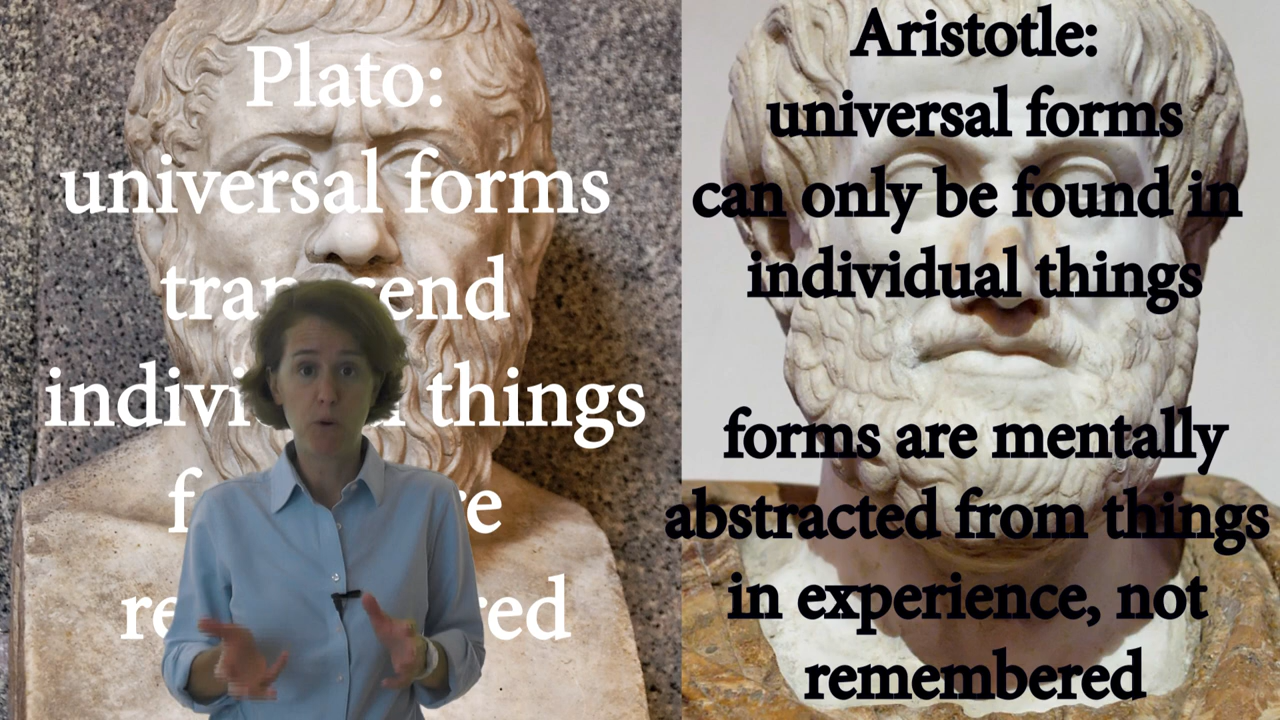 Plato:
universal forms
things
Aristotle:
universal forms
can only be found in
individual things
forms are mentally
abstracted from things
in experience, not
remembered